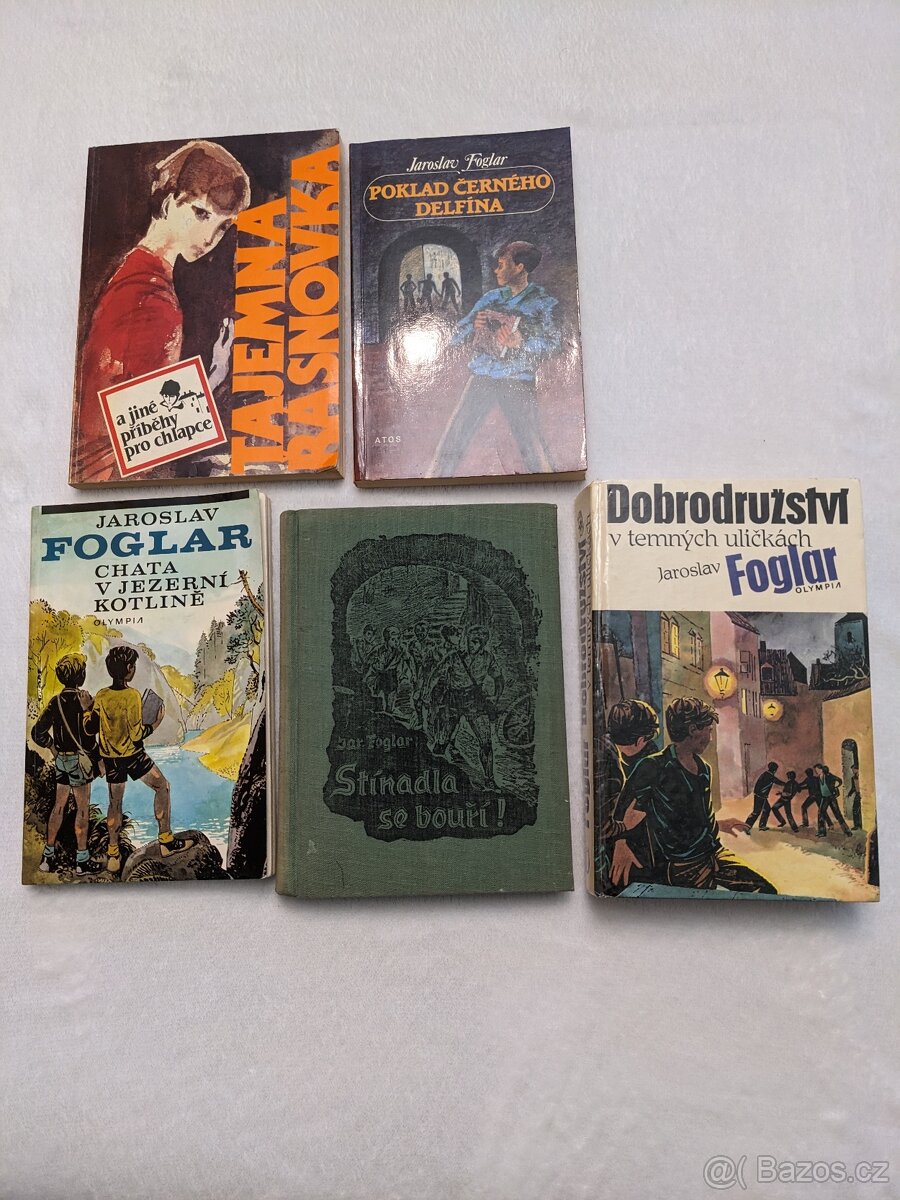 TAJEMNÁ
ŘÁSNOVKA
a jiné
příběhy
pro chlapce
Jaroslav Foglar
POKLAD ČERNÉHO
DELFÍNA
ATOS
JAROSLAV
FOGLAR
CHATA
V JEZERNÍ
KOTLINĚ
OLYMPIA
Jar. Foglar:
Stínadla
se bouří!
Dobrodružství
v temných uličkách
Jaroslav Foglar
OLYMPIA
@( Bazos.cz